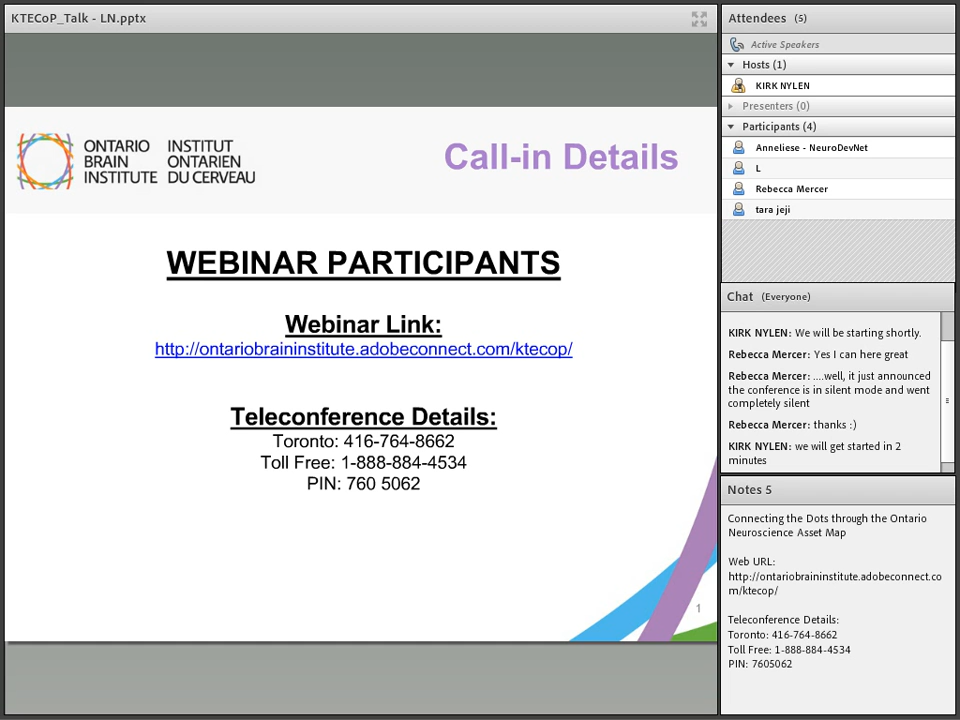 KTECoP_Talk - LN.pptx
ONTARIO
BRAIN
INSTITUTE
INSTITUT
ONTARIEN
DU CERVEAU
Call-in Details
WEBINAR PARTICIPANTS
Webinar Link:
http://ontariobraininstitute.adobeconnect.com/ktecop/
Teleconference Details:
Toronto: 416-764-8662
Toll Free: 1-888-884-4534
PIN: 760 5062
1
Attendees (5)
Active Speakers
Hosts (1)
KIRK NYLEN
Presenters (0)
Participants (4)
Anneliese - NeuroDevNet
L
Rebecca Mercer
tara jeji
Chat (Everyone)
KIRK NYLEN: We will be starting shortly.
Rebecca Mercer: Yes I can here great
Rebecca Mercer: ....well, it just announced
the conference is in silent mode and went
completely silent
Rebecca Mercer: thanks :)
KIRK NYLEN: we will get started in 2
minutes
Notes 5
Connecting the Dots through the Ontario
Neuroscience Asset Map
Web URL:
http://ontariobraininstitute.adobeconnect.co
m/ktecop/
Teleconference Details:
Toronto: 416-764-8662
Toll Free: 1-888-884-4534
PIN: 7605062